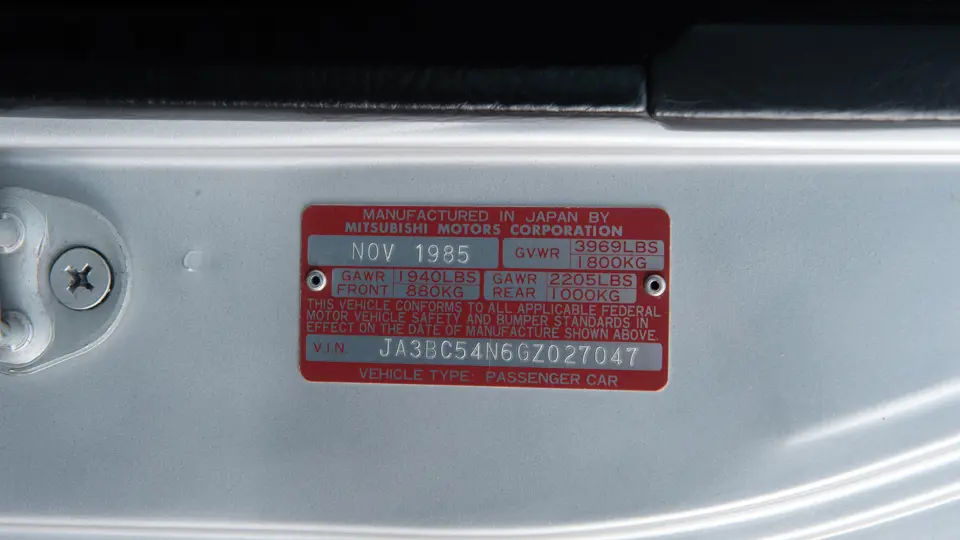 MANUFACTURED IN JAPAN BY
MITSUBISHI MOTORS CORPORATION
NOV 1985 GVWR 3969LBS
1800KG
GAWR FRONT 1940LBS 880KG
GAWR REAR 2205LBS 1000KG
THIS VEHICLE CONFORMS TO ALL APPLICABLE FEDERAL
MOTOR VEHICLE SAFETY AND BUMPER STANDARDS IN
EFFECT ON THE DATE OF MANUFACTURE SHOWN ABOVE.
V.I.N. JA3BC54N6GZ027047
VEHICLE TYPE: PASSENGER CAR